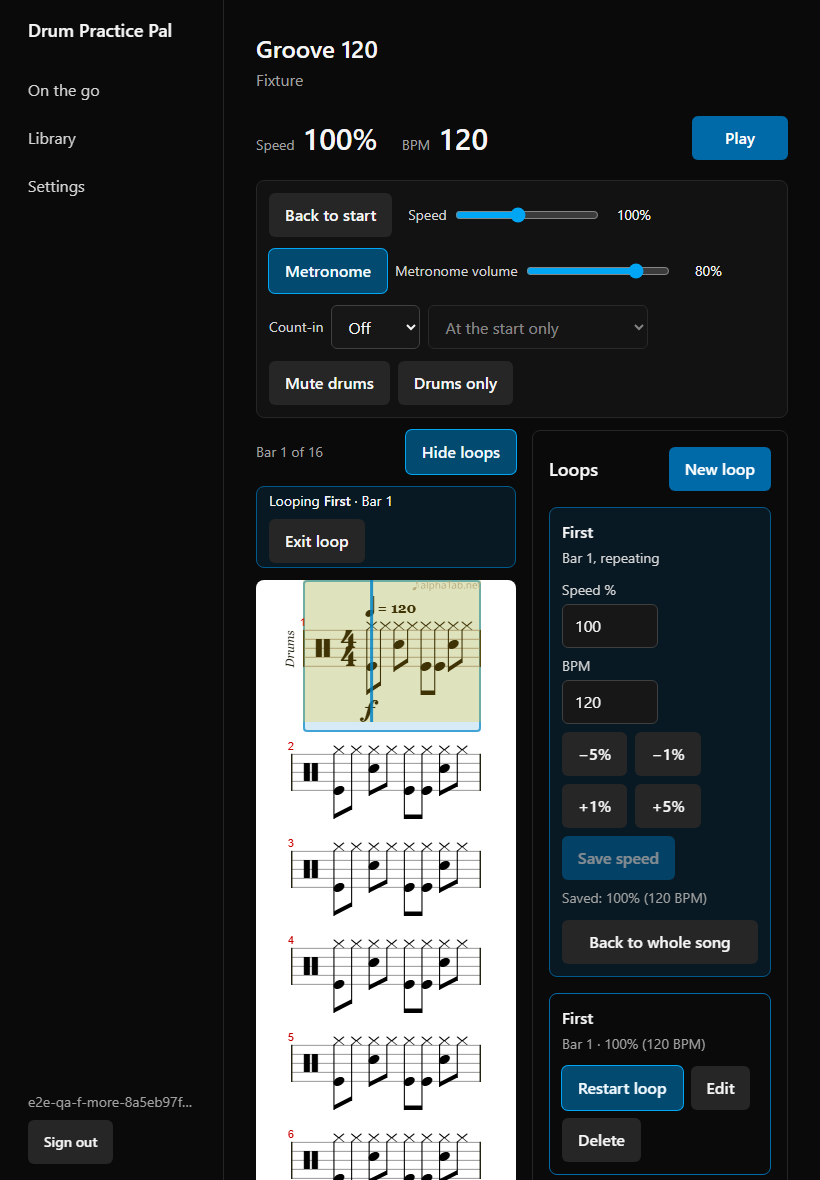 Drum Practice Pal
On the go
Library
Settings
e2e-qa-f-more-8a5eb97f...
Sign out
Groove 120
Fixture
Speed 100% BPM 120
Play
Back to start Speed 100%
Metronome Metronome volume 80%
Count-in Off At the start only
Mute drums Drums only
Bar 1 of 16
Hide loops
Looping First · Bar 1
Exit loop
alphaTab.net
= 120
1
Drums
4
4
f
2
3
4
5
6
Loops
New loop
First
Bar 1, repeating
Speed %
100
BPM
120
−5% −1%
+1% +5%
Save speed
Saved: 100% (120 BPM)
Back to whole song
First
Bar 1 · 100% (120 BPM)
Restart loop Edit
Delete